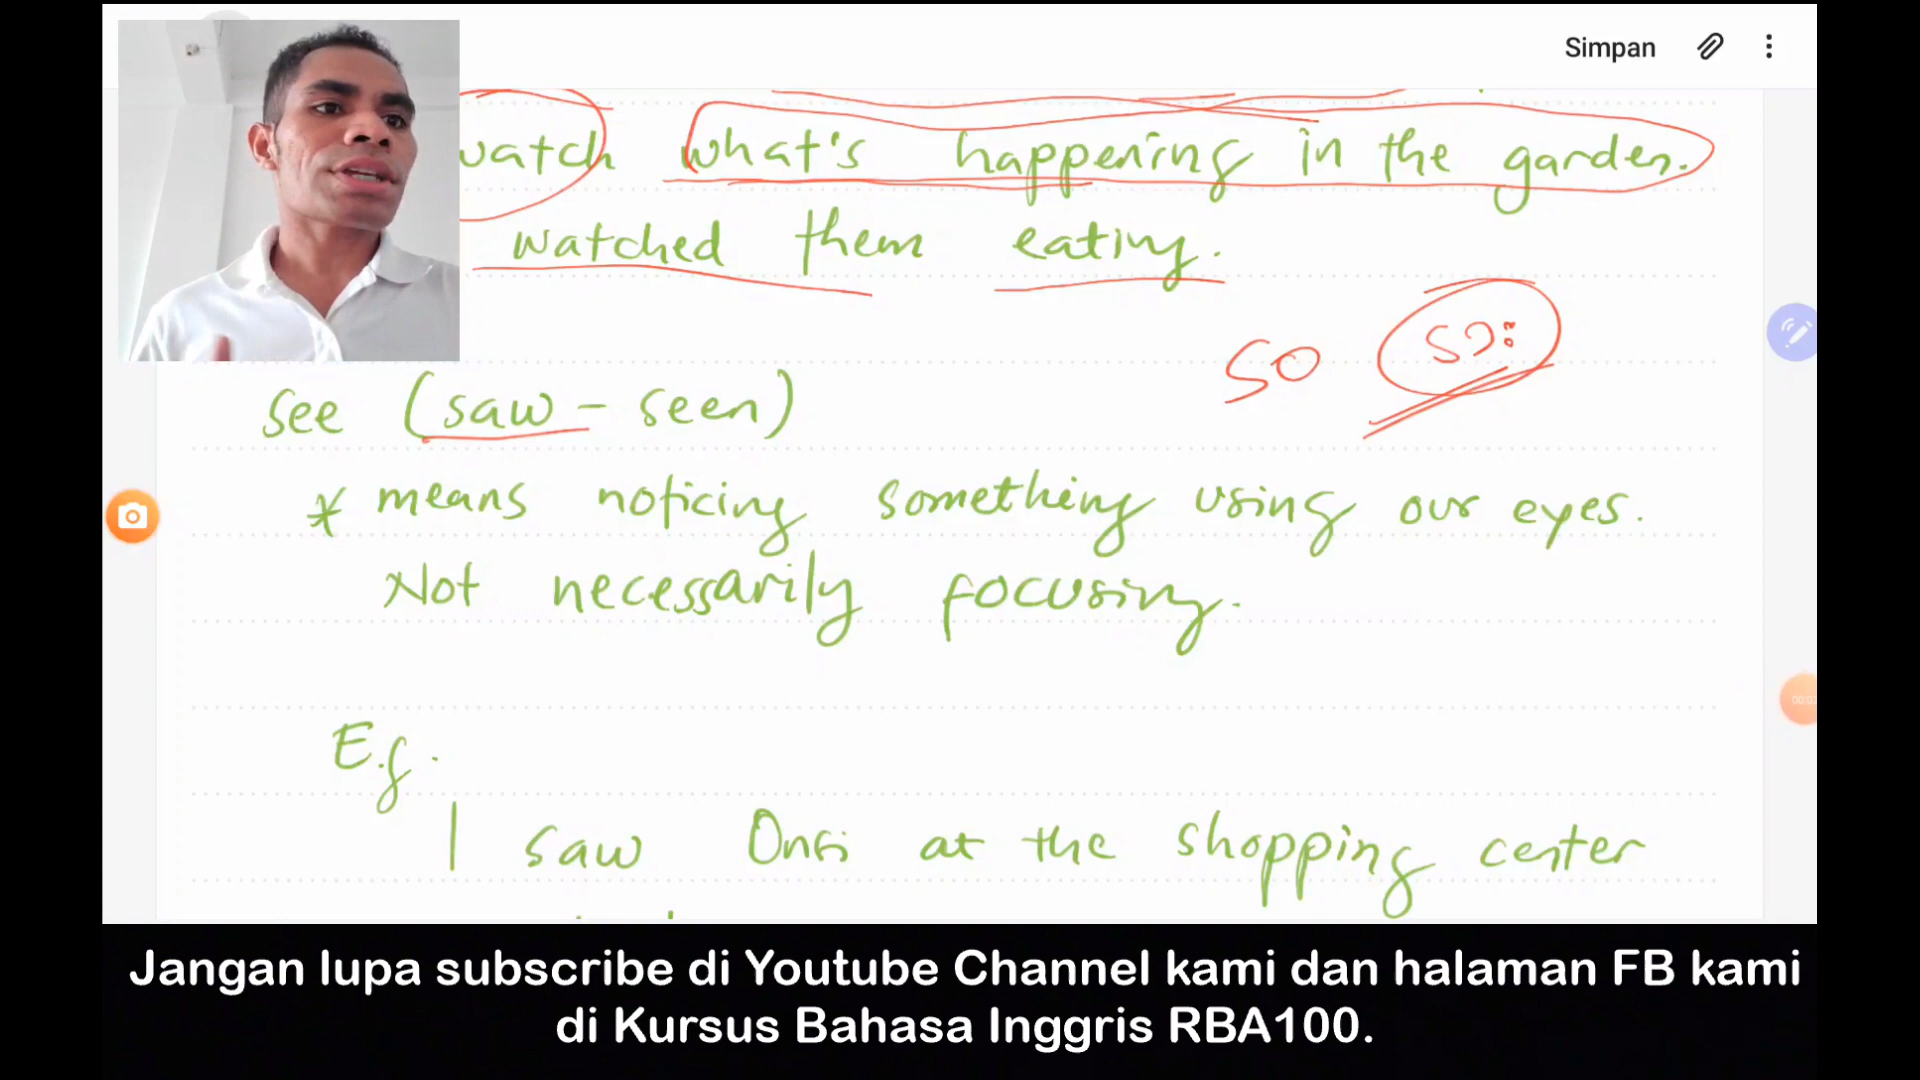 Simpan
watch what's happening in the garden.
watched them eating.
so sɔː
see (saw - seen)
* means noticing something using our eyes.
Not necessarily focusing.
E.g.
I saw Onsi at the shopping center
Jangan lupa subscribe di Youtube Channel kami dan halaman FB kami
di Kursus Bahasa Inggris RBA100.